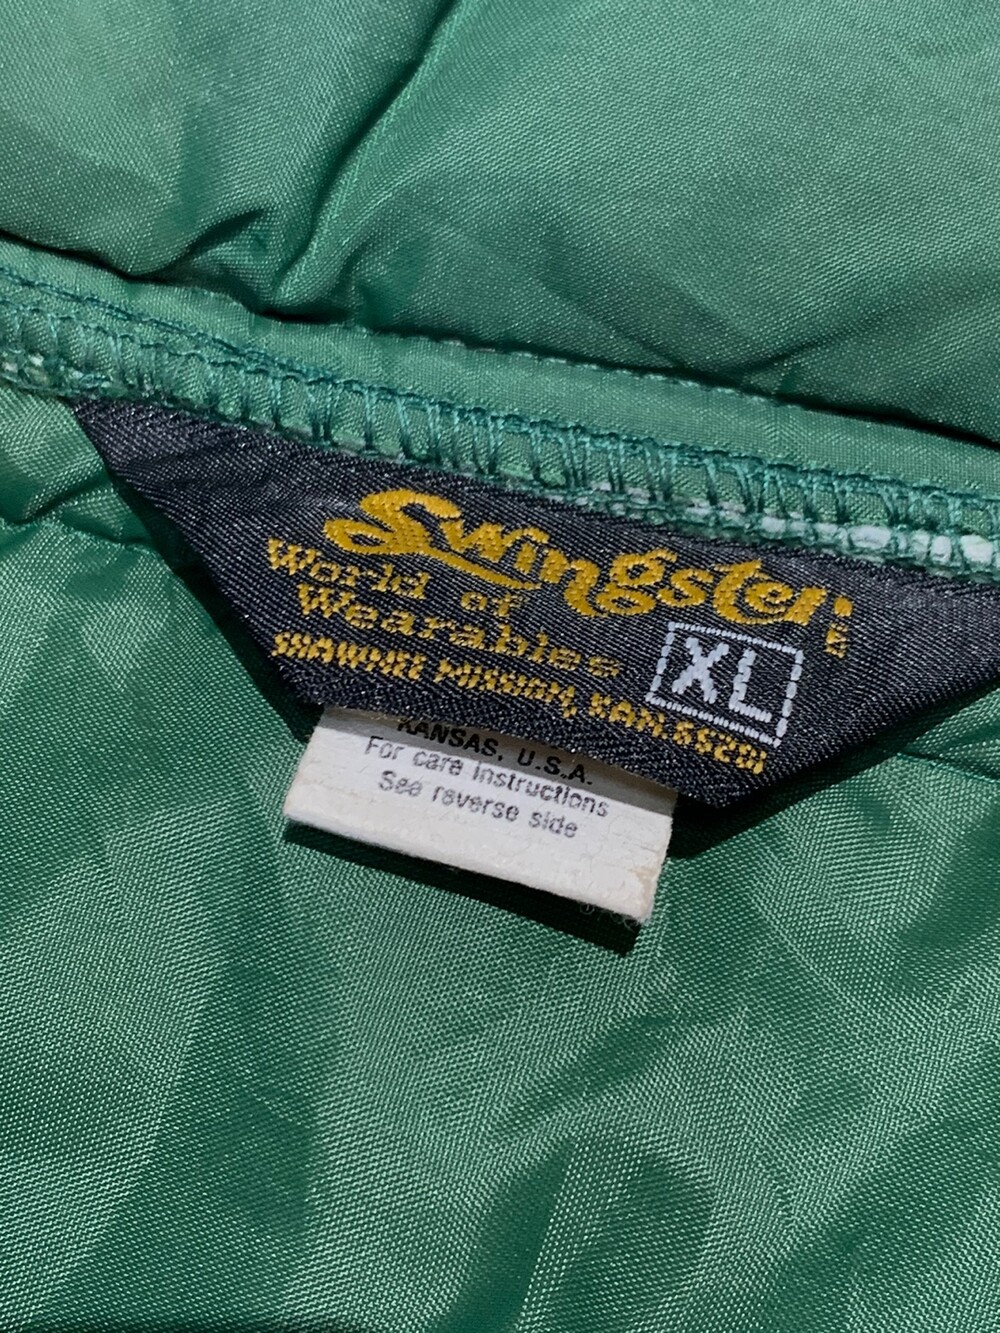 Swingster®
World of
Wearables
SHAWNEE MISSION, KAN. 66201
XL
KANSAS, U.S.A.
For care instructions
See reverse side